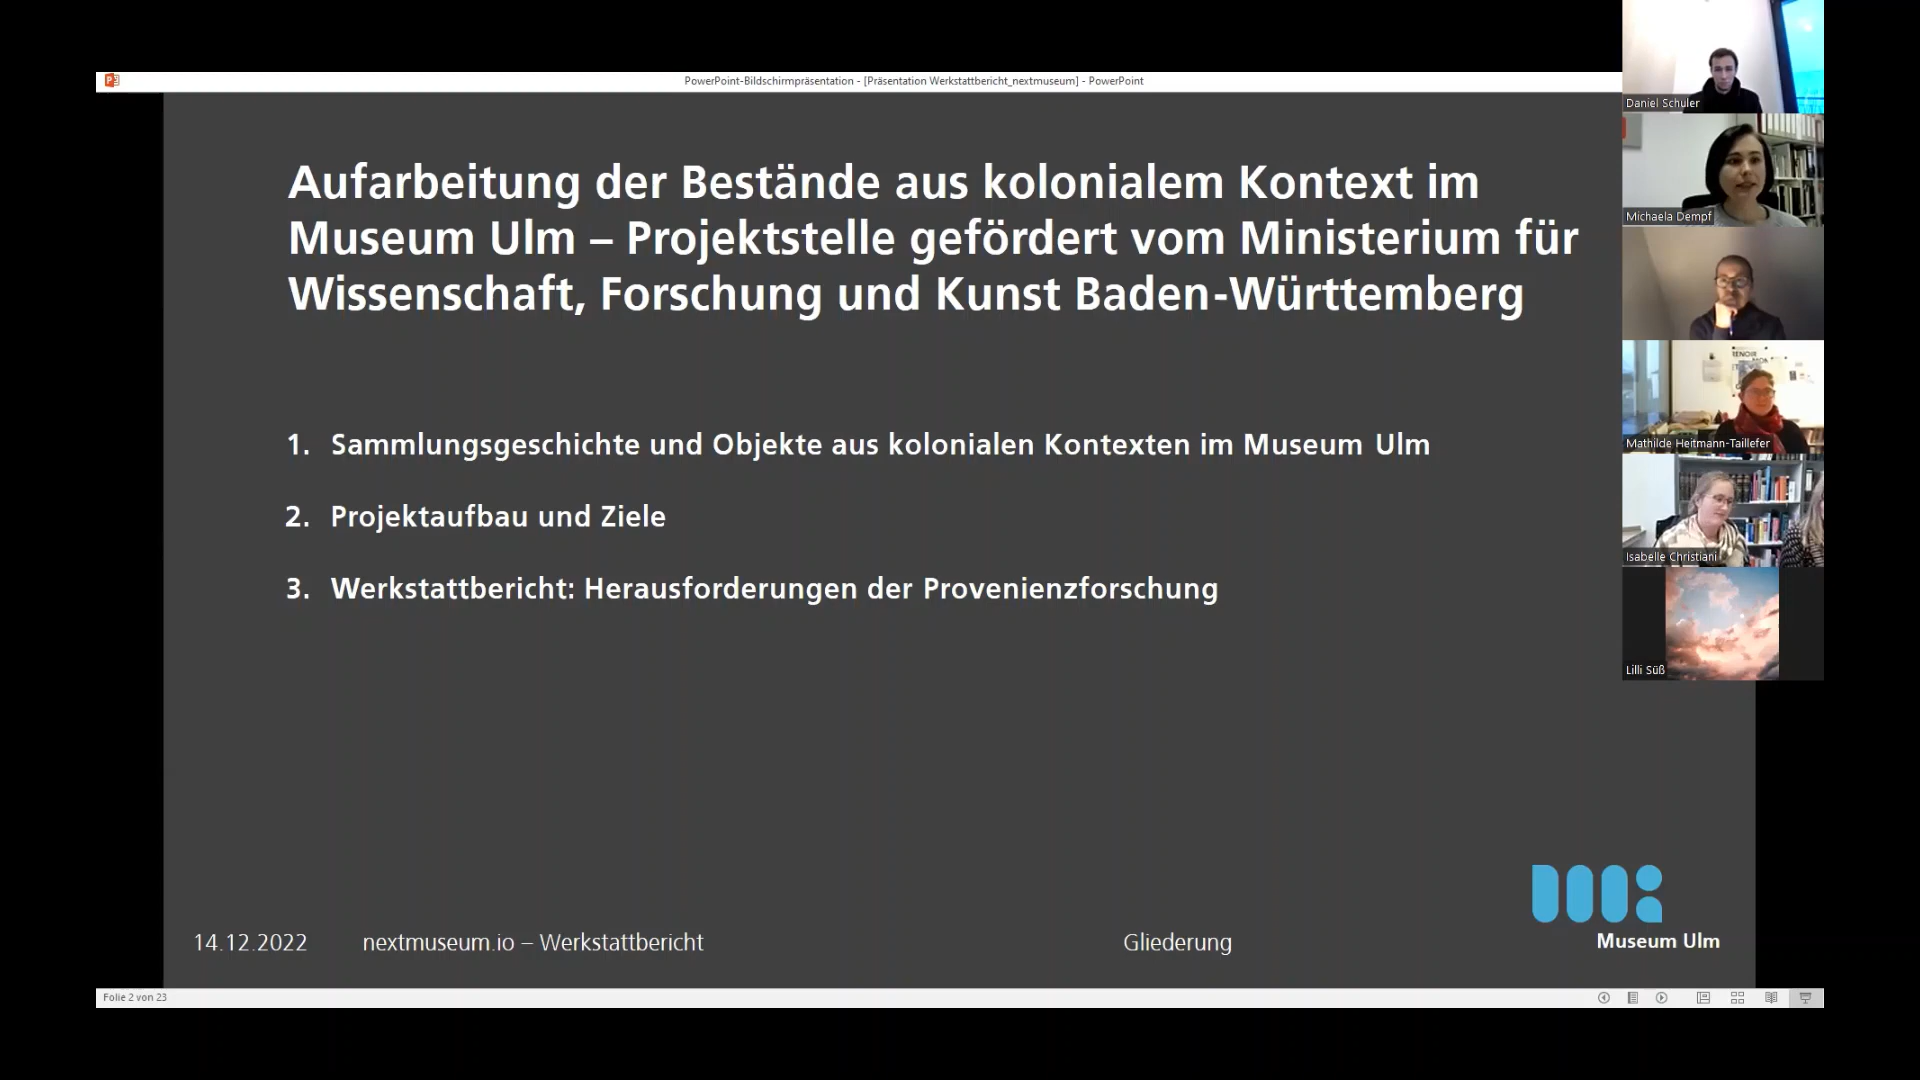 PowerPoint-Bildschirmpräsentation - [Präsentation Werkstattbericht_nextmuseum] - PowerPoint
Aufarbeitung der Bestände aus kolonialem Kontext im
Museum Ulm – Projektstelle gefördert vom Ministerium für
Wissenschaft, Forschung und Kunst Baden-Württemberg
1. Sammlungsgeschichte und Objekte aus kolonialen Kontexten im Museum Ulm
2. Projektaufbau und Ziele
3. Werkstattbericht: Herausforderungen der Provenienzforschung
14.12.2022 nextmuseum.io – Werkstattbericht Gliederung
Museum Ulm
Folie 2 von 23
Daniel Schuler
Michaela Dempf
RENOIR
Mathilde Heitmann-Taillefer
Isabelle Christiani
Lilli Süß